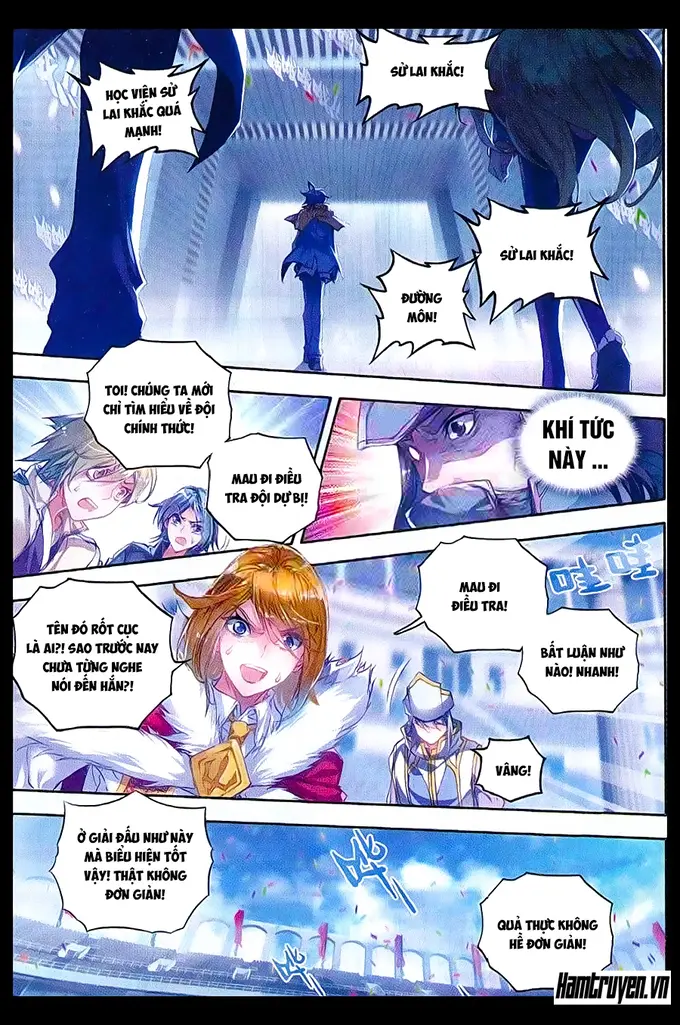 HỌC VIỆN SỬ
LAI KHẮC QUÁ
MẠNH!
SỬ LAI KHẮC!
SỬ LAI KHẮC!
ĐƯỜNG
MÔN!
TOI! CHÚNG TA MỚI
CHỈ TÌM HIỂU VỀ ĐỘI
CHÍNH THỨC!
MAU ĐI ĐIỀU
TRA ĐỘI DỰ BỊ!
KHÍ TỨC
NÀY ...
哇哇
TÊN ĐÓ RỐT CỤC
LÀ AI?! SAO TRƯỚC NAY
CHƯA TỪNG NGHE
NÓI ĐẾN HẮN?!
MAU ĐI
ĐIỀU TRA!
BẤT LUẬN NHƯ
NÀO! NHANH!
VÂNG!
Ở GIẢI ĐẤU NHƯ NÀY
MÀ BIỂU HIỆN TỐT
VẬY! THẬT KHÔNG
ĐƠN GIẢN!
哗
哗
QUẢ THỰC KHÔNG
HỀ ĐƠN GIẢN!
Hamtruyen.vn